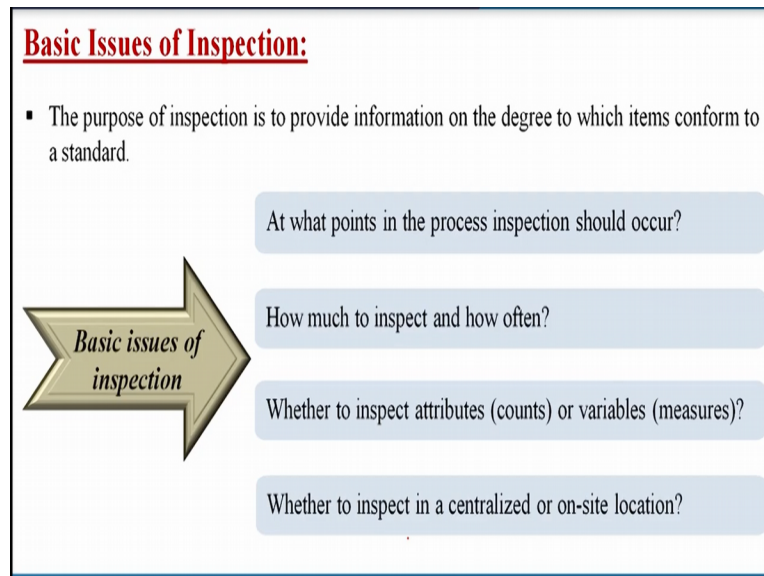 Basic Issues of Inspection:
▪ The purpose of inspection is to provide information on the degree to which items conform to
a standard.
At what points in the process inspection should occur?
How much to inspect and how often?
Basic issues of
inspection
Whether to inspect attributes (counts) or variables (measures)?
Whether to inspect in a centralized or on-site location?